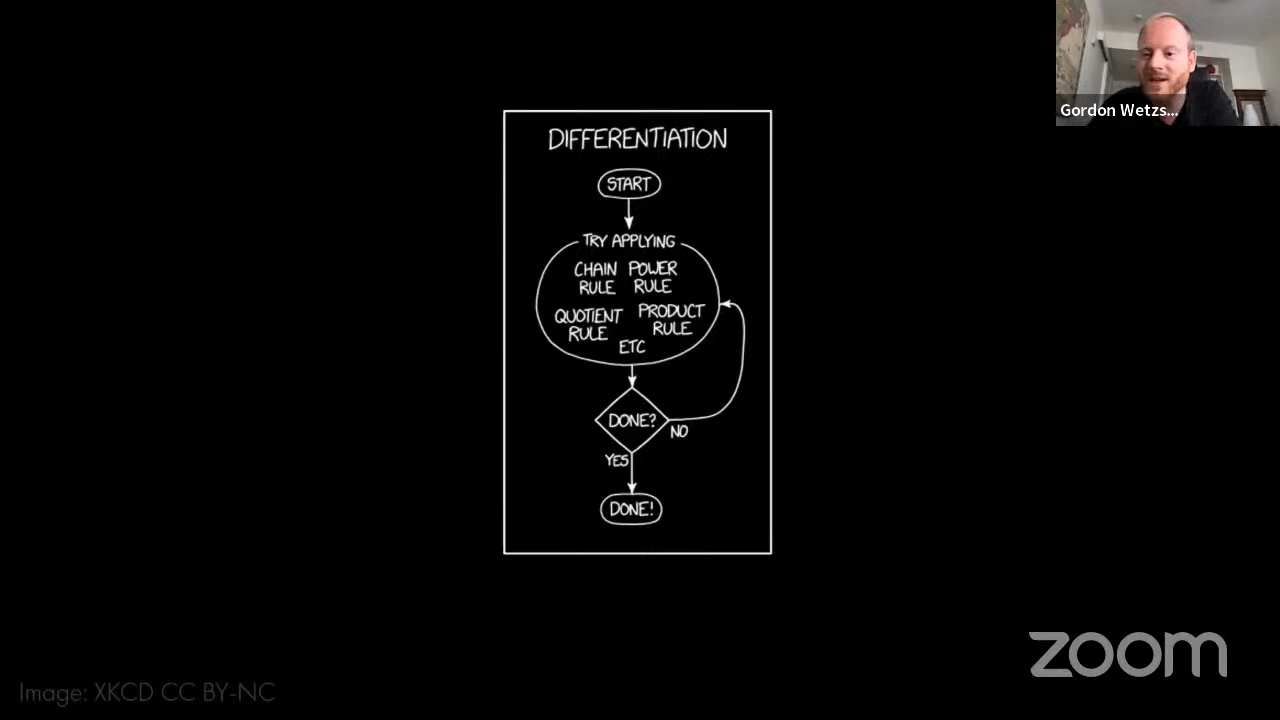 Gordon Wetzs...
DIFFERENTIATION
START
TRY APPLYING
CHAIN RULE
POWER RULE
QUOTIENT RULE
PRODUCT RULE
ETC
DONE?
NO
YES
DONE!
zoom
Image: XKCD CC BY-NC